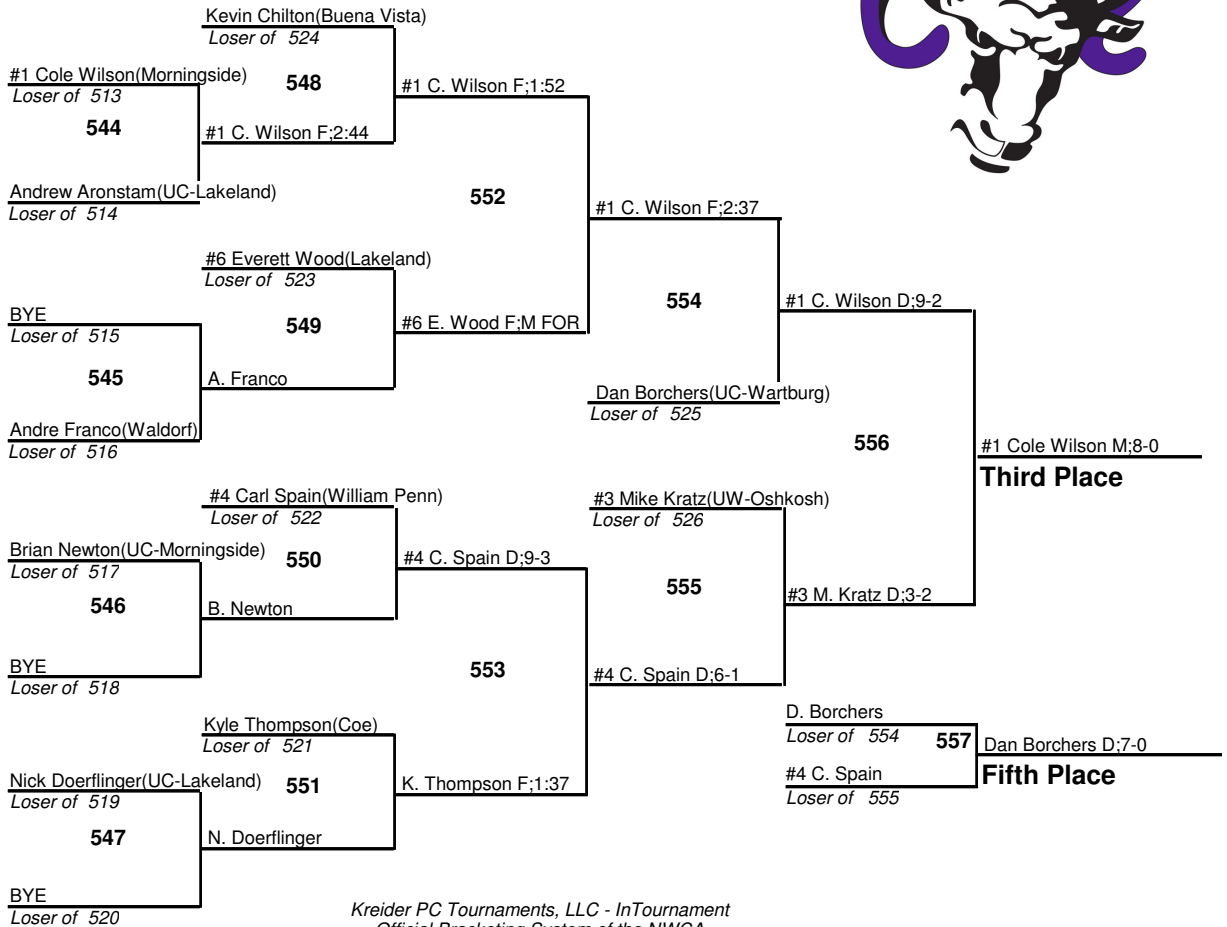 Kevin Chilton(Buena Vista)
Loser of 524
#1 Cole Wilson(Morningside)
Loser of 513
548
#1 C. Wilson F;1:52
544
#1 C. Wilson F;2:44
Andrew Aronstam(UC-Lakeland)
Loser of 514
552
#1 C. Wilson F;2:37
#6 Everett Wood(Lakeland)
Loser of 523
BYE
Loser of 515
549
#6 E. Wood F;M FOR
554
#1 C. Wilson D;9-2
545
A. Franco
Dan Borchers(UC-Wartburg)
Loser of 525
Andre Franco(Waldorf)
Loser of 516
556
#1 Cole Wilson M;8-0
Third Place
#4 Carl Spain(William Penn)
Loser of 522
#3 Mike Kratz(UW-Oshkosh)
Loser of 526
Brian Newton(UC-Morningside)
Loser of 517
550
#4 C. Spain D;9-3
555
#3 M. Kratz D;3-2
546
B. Newton
BYE
Loser of 518
553
#4 C. Spain D;6-1
Kyle Thompson(Coe)
Loser of 521
D. Borchers
Loser of 554
557
Dan Borchers D;7-0
Fifth Place
#4 C. Spain
Loser of 555
Nick Doerflinger(UC-Lakeland)
Loser of 519
551
K. Thompson F;1:37
547
N. Doerflinger
BYE
Loser of 520
Kreider PC Tournaments, LLC - InTournament
Official Bracketing System of the NWCA